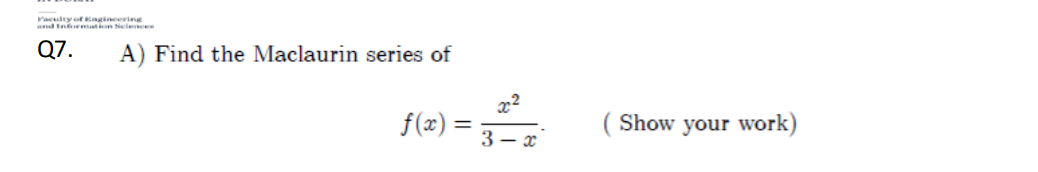 Faculty of Engineering
and Information Sciences
Q7. A) Find the Maclaurin series of
f(x) = x²/(3 − x). ( Show your work)